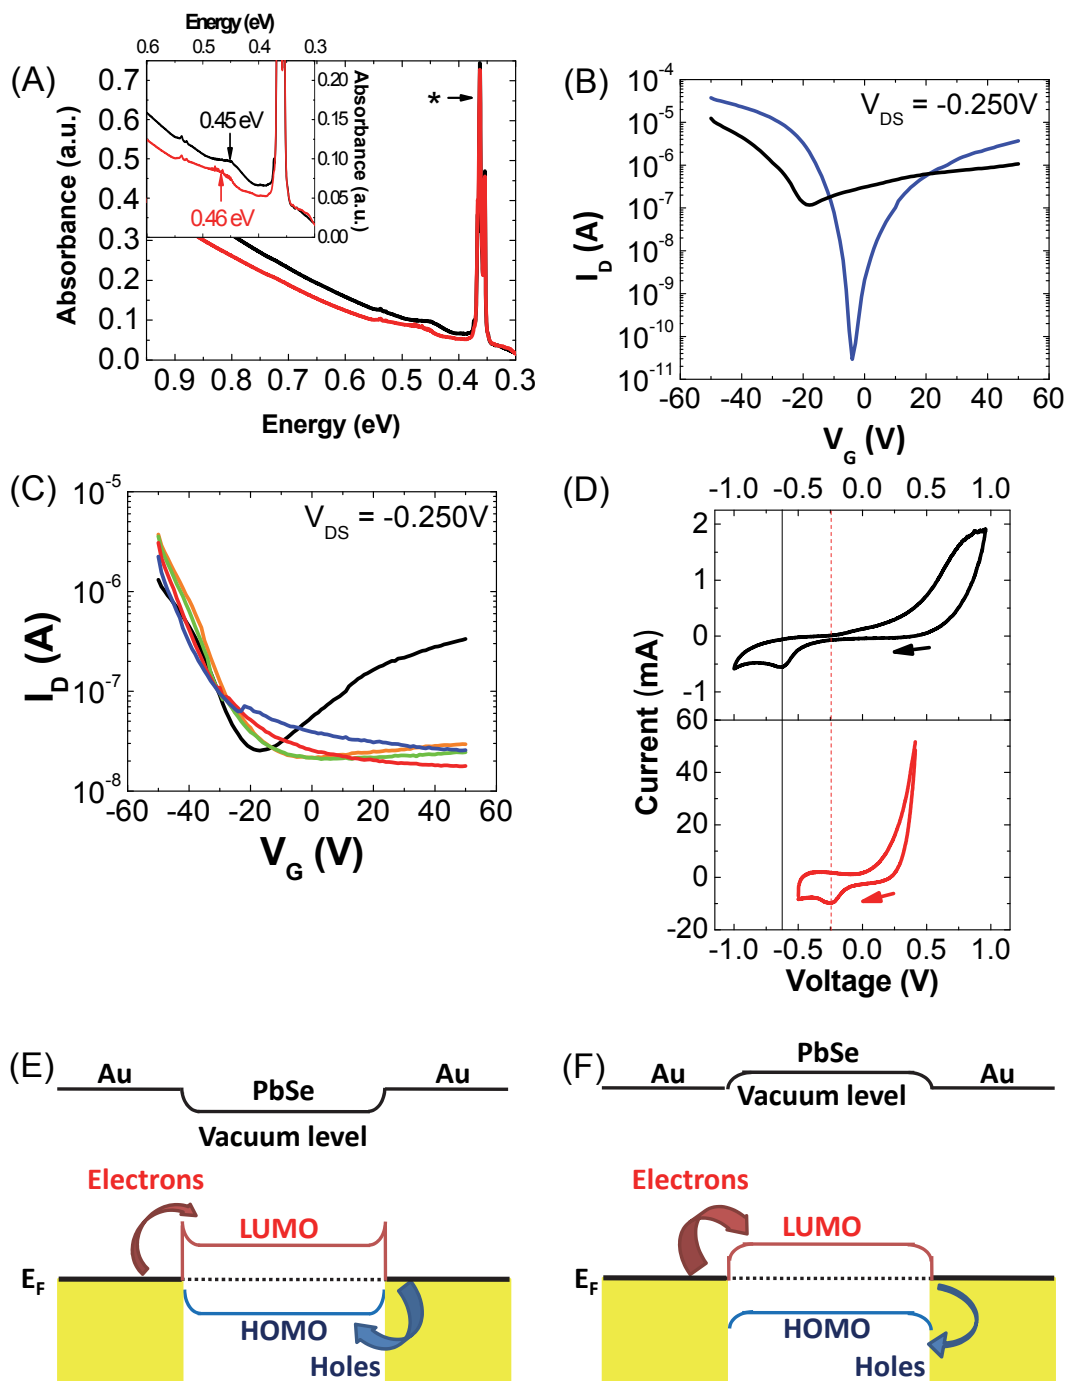 (A)
Energy (eV)
0.6 0.5 0.4 0.3
0.7
0.6
0.5
0.4
0.3
0.2
0.1
0.0
Absorbance (a.u.)
0.20
0.15
0.10
0.05
0.00
Absorbance (a.u.)
0.45 eV
0.46 eV
*
0.9 0.8 0.7 0.6 0.5 0.4 0.3
Energy (eV)
(B)
V_DS = -0.250V
10^-4
10^-5
10^-6
10^-7
10^-8
10^-9
10^-10
10^-11
I_D (A)
-60 -40 -20 0 20 40 60
V_G (V)
(C)
V_DS = -0.250V
10^-5
10^-6
10^-7
10^-8
I_D (A)
-60 -40 -20 0 20 40 60
V_G (V)
(D)
-1.0 -0.5 0.0 0.5 1.0
2
1
0
-1
60
40
20
0
-20
Current (mA)
-1.0 -0.5 0.0 0.5 1.0
Voltage (V)
(E)
Au
PbSe
Au
Vacuum level
Electrons
LUMO
E_F
HOMO
Holes
(F)
PbSe
Au
Vacuum level
Au
Electrons
LUMO
E_F
HOMO
Holes